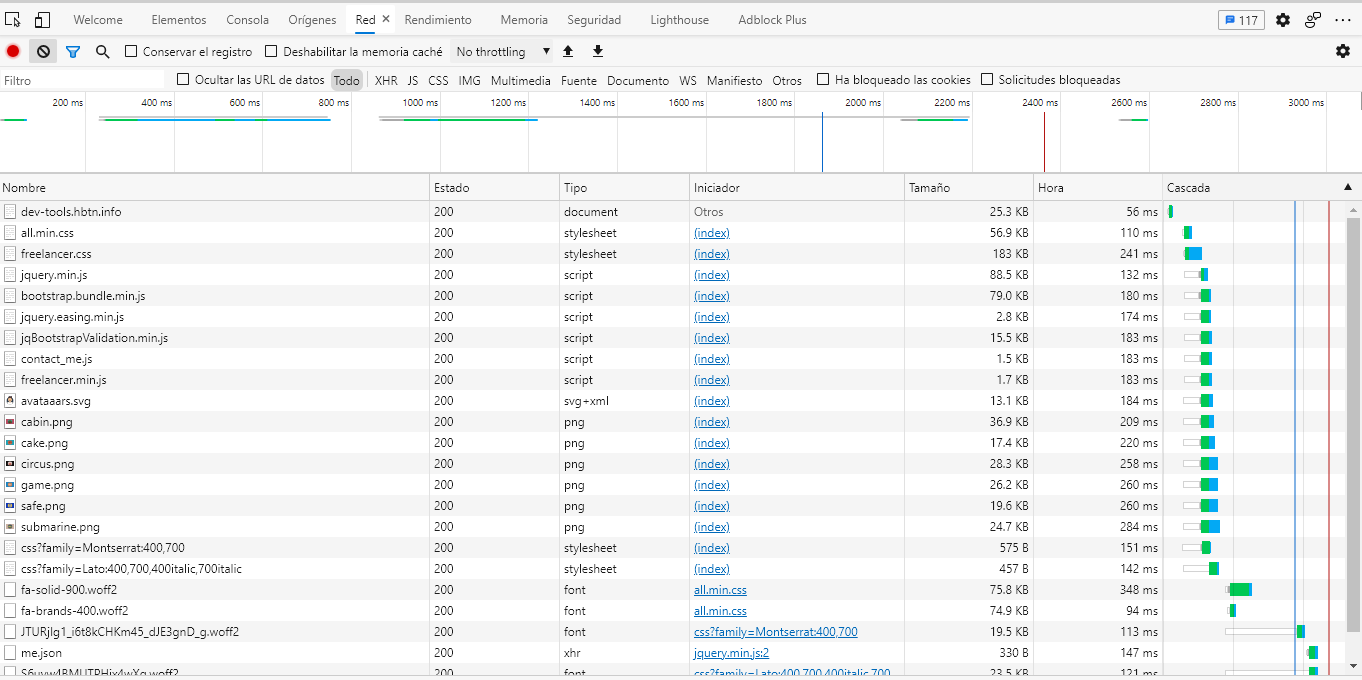 Welcome Elementos Consola Orígenes Red × Rendimiento Memoria Seguridad Lighthouse Adblock Plus 117
Conservar el registro Deshabilitar la memoria caché No throttling
Filtro Ocultar las URL de datos Todo XHR JS CSS IMG Multimedia Fuente Documento WS Manifiesto Otros Ha bloqueado las cookies Solicitudes bloqueadas
200 ms 400 ms 600 ms 800 ms 1000 ms 1200 ms 1400 ms 1600 ms 1800 ms 2000 ms 2200 ms 2400 ms 2600 ms 2800 ms 3000 ms
Nombre Estado Tipo Iniciador Tamaño Hora Cascada
dev-tools.hbtn.info 200 document Otros 25.3 KB 56 ms
all.min.css 200 stylesheet (index) 56.9 KB 110 ms
freelancer.css 200 stylesheet (index) 183 KB 241 ms
jquery.min.js 200 script (index) 88.5 KB 132 ms
bootstrap.bundle.min.js 200 script (index) 79.0 KB 180 ms
jquery.easing.min.js 200 script (index) 2.8 KB 174 ms
jqBootstrapValidation.min.js 200 script (index) 15.5 KB 183 ms
contact_me.js 200 script (index) 1.5 KB 183 ms
freelancer.min.js 200 script (index) 1.7 KB 183 ms
avataaars.svg 200 svg+xml (index) 13.1 KB 184 ms
cabin.png 200 png (index) 36.9 KB 209 ms
cake.png 200 png (index) 17.4 KB 220 ms
circus.png 200 png (index) 28.3 KB 258 ms
game.png 200 png (index) 26.2 KB 260 ms
safe.png 200 png (index) 19.6 KB 260 ms
submarine.png 200 png (index) 24.7 KB 284 ms
css?family=Montserrat:400,700 200 stylesheet (index) 575 B 151 ms
css?family=Lato:400,700,400italic,700italic 200 stylesheet (index) 457 B 142 ms
fa-solid-900.woff2 200 font all.min.css 75.8 KB 348 ms
fa-brands-400.woff2 200 font all.min.css 74.9 KB 94 ms
JTURjIg1_i6t8kCHKm45_dJE3gnD_g.woff2 200 font css?family=Montserrat:400,700 19.5 KB 113 ms
me.json 200 xhr jquery.min.js:2 330 B 147 ms
200 font css?family=Lato:400,700,400italic,700 23.5 KB 121 ms